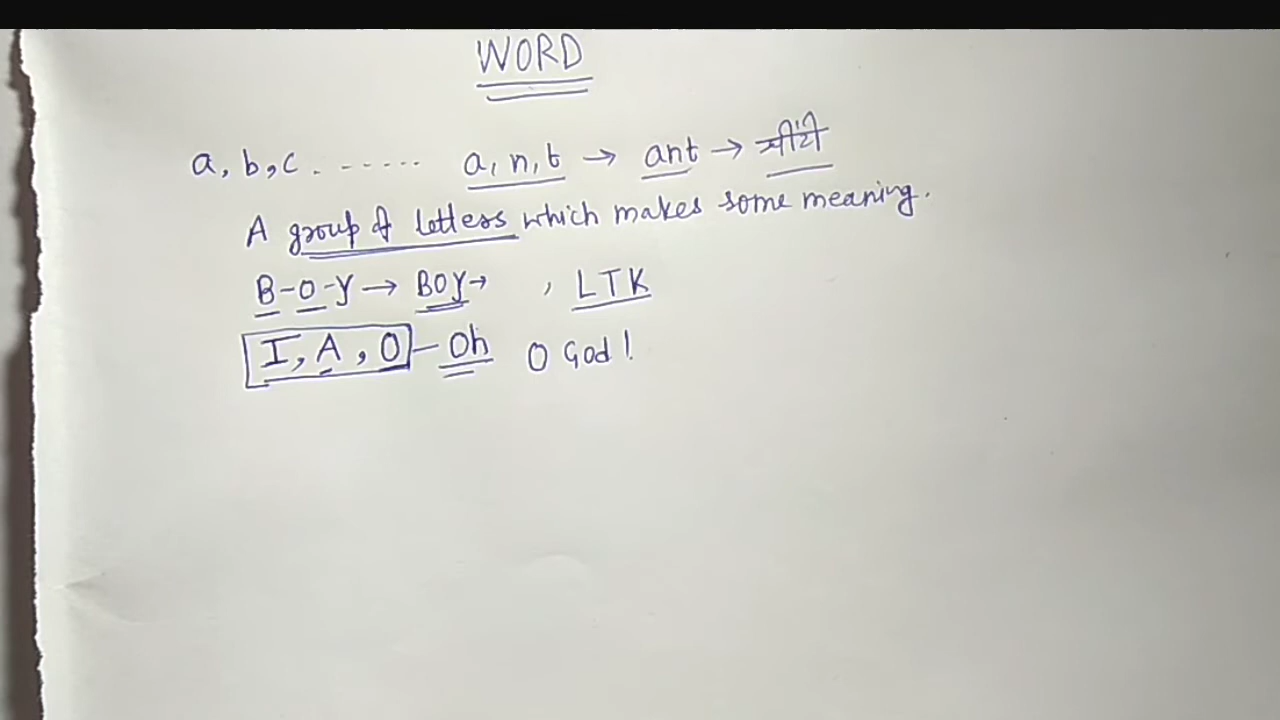 WORD
a, b, c. ...... a, n, t → ant → चींटी
A group of letters which makes some meaning.
B-O-Y → BOY → , LTK
I, A, O - Oh O God!